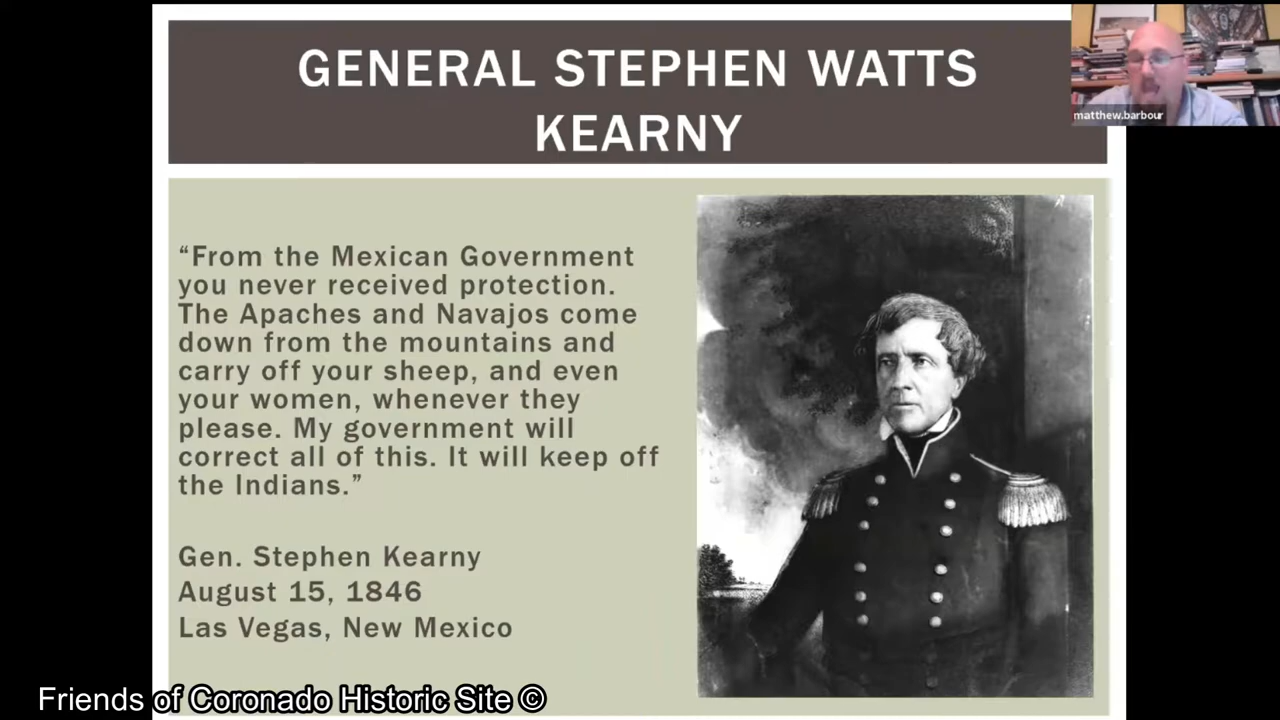 GENERAL STEPHEN WATTS
KEARNY
matthew.barbour
“From the Mexican Government
you never received protection.
The Apaches and Navajos come
down from the mountains and
carry off your sheep, and even
your women, whenever they
please. My government will
correct all of this. It will keep off
the Indians.”
Gen. Stephen Kearny
August 15, 1846
Las Vegas, New Mexico
Friends of Coronado Historic Site ©